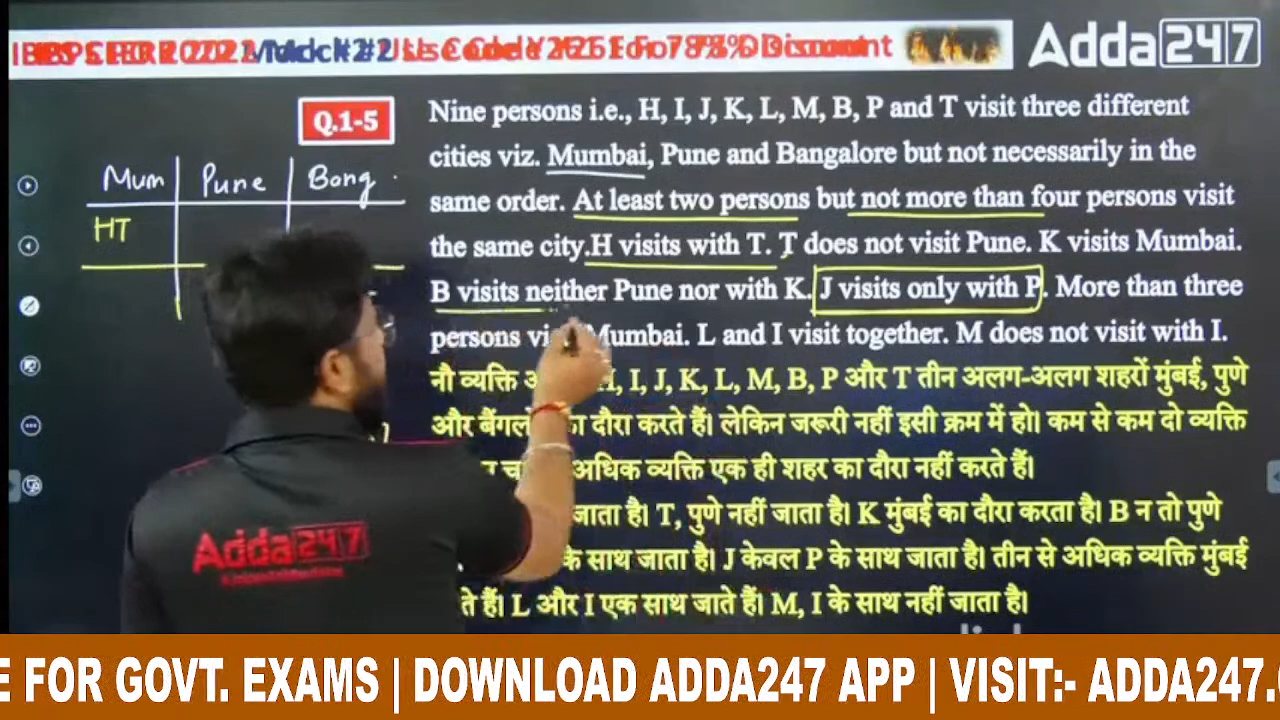 Adda247
Q.1-5
Nine persons i.e., H, I, J, K, L, M, B, P and T visit three different
cities viz. Mumbai, Pune and Bangalore but not necessarily in the
same order. At least two persons but not more than four persons visit
the same city. H visits with T. T does not visit Pune. K visits Mumbai.
B visits neither Pune nor with K. J visits only with P. More than three
persons Mumbai. L and I visit together. M does not visit with I.
नौ व्यक्ति H, I, J, K, L, M, B, P और T तीन अलग-अलग शहरों मुंबई, पुणे
और का दौरा करते हैं। लेकिन जरूरी नहीं इसी क्रम में हो। कम से कम दो व्यक्ति
अधिक व्यक्ति एक ही शहर का दौरा नहीं करते हैं।
जाता है। T, पुणे नहीं जाता है। K मुंबई का दौरा करता है। B न तो पुणे
के साथ जाता है। J केवल P के साथ जाता है। तीन से अधिक व्यक्ति मुंबई
हैं। L और I एक साथ जाते हैं। M, I के साथ नहीं जाता है।
Mum Pune Bang.
HT
Adda247
E FOR GOVT. EXAMS | DOWNLOAD ADDA247 APP | VISIT:- ADDA247.